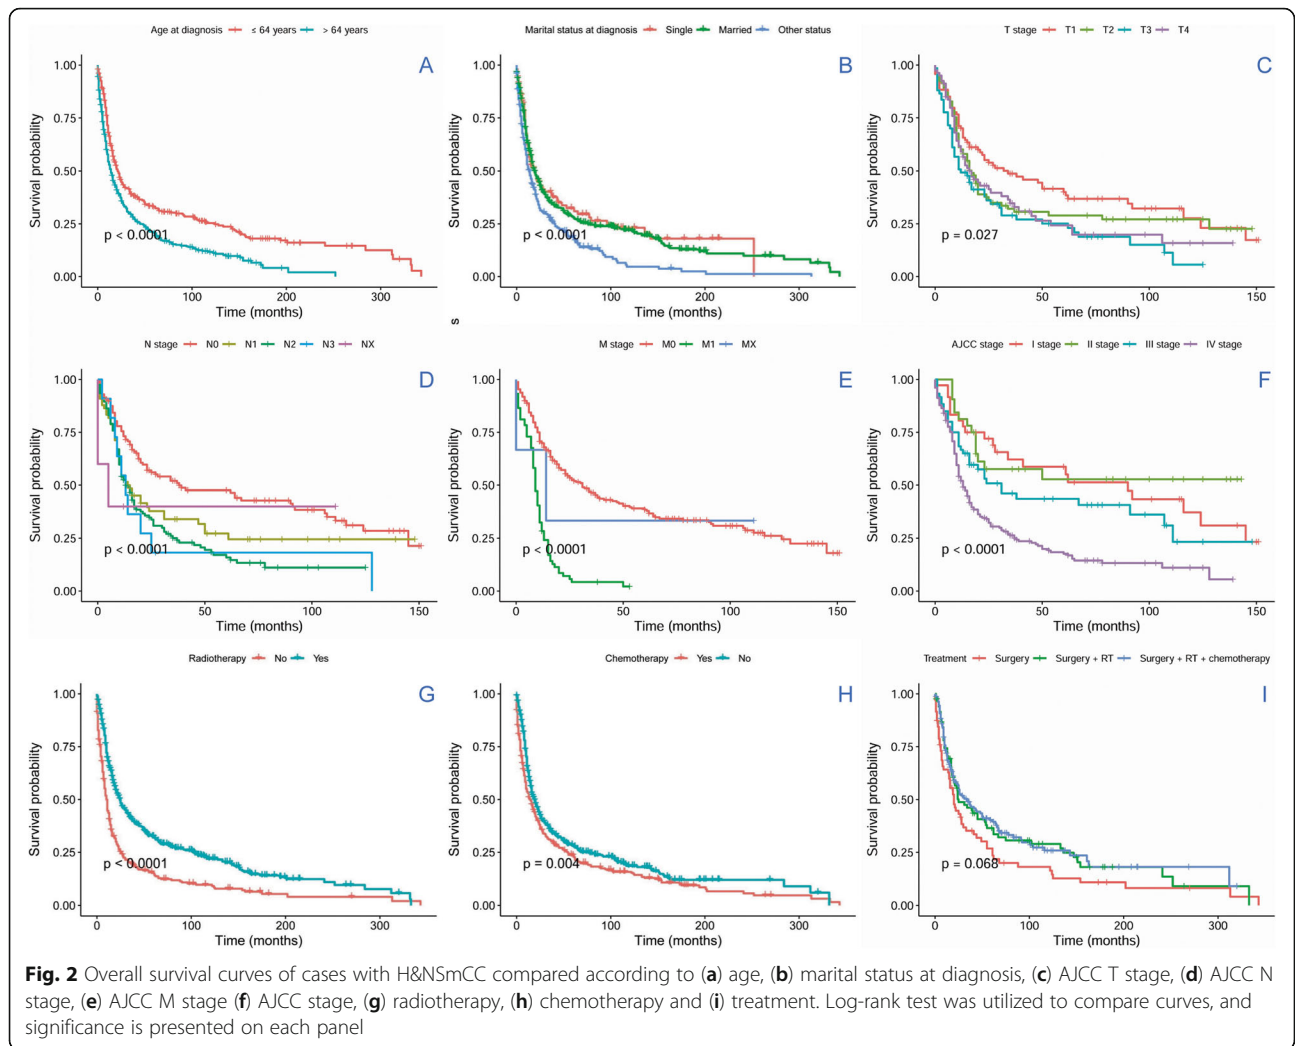 Age at diagnosis ≤ 64 years > 64 years
A
Survival probability
1.00
0.75
0.50
0.25
0.00
p < 0.0001
0 100 200 300
Time (months)
Marital status at diagnosis Single Married Other status
B
Survival probability
1.00
0.75
0.50
0.25
0.00
p < 0.0001
0 100 200 300
Time (months)
s
T stage T1 T2 T3 T4
C
Survival probability
1.00
0.75
0.50
0.25
0.00
p = 0.027
0 50 100 150
Time (months)
N stage N0 N1 N2 N3 NX
D
Survival probability
1.00
0.75
0.50
0.25
0.00
p < 0.0001
0 50 100 150
Time (months)
M stage M0 M1 MX
E
Survival probability
1.00
0.75
0.50
0.25
0.00
p < 0.0001
0 50 100 150
Time (months)
AJCC stage I stage II stage III stage IV stage
F
Survival probability
1.00
0.75
0.50
0.25
0.00
p < 0.0001
0 50 100 150
Time (months)
Radiotherapy No Yes
G
Survival probability
1.00
0.75
0.50
0.25
0.00
p < 0.0001
0 100 200 300
Time (months)
Chemotherapy Yes No
H
Survival probability
1.00
0.75
0.50
0.25
0.00
p = 0.004
0 100 200 300
Time (months)
Treatment Surgery Surgery + RT Surgery + RT + chemotherapy
I
Survival probability
1.00
0.75
0.50
0.25
0.00
p = 0.068
0 100 200 300
Time (months)
Fig. 2 Overall survival curves of cases with H&NSmCC compared according to (a) age, (b) marital status at diagnosis, (c) AJCC T stage, (d) AJCC N
stage, (e) AJCC M stage (f) AJCC stage, (g) radiotherapy, (h) chemotherapy and (i) treatment. Log-rank test was utilized to compare curves, and
significance is presented on each panel